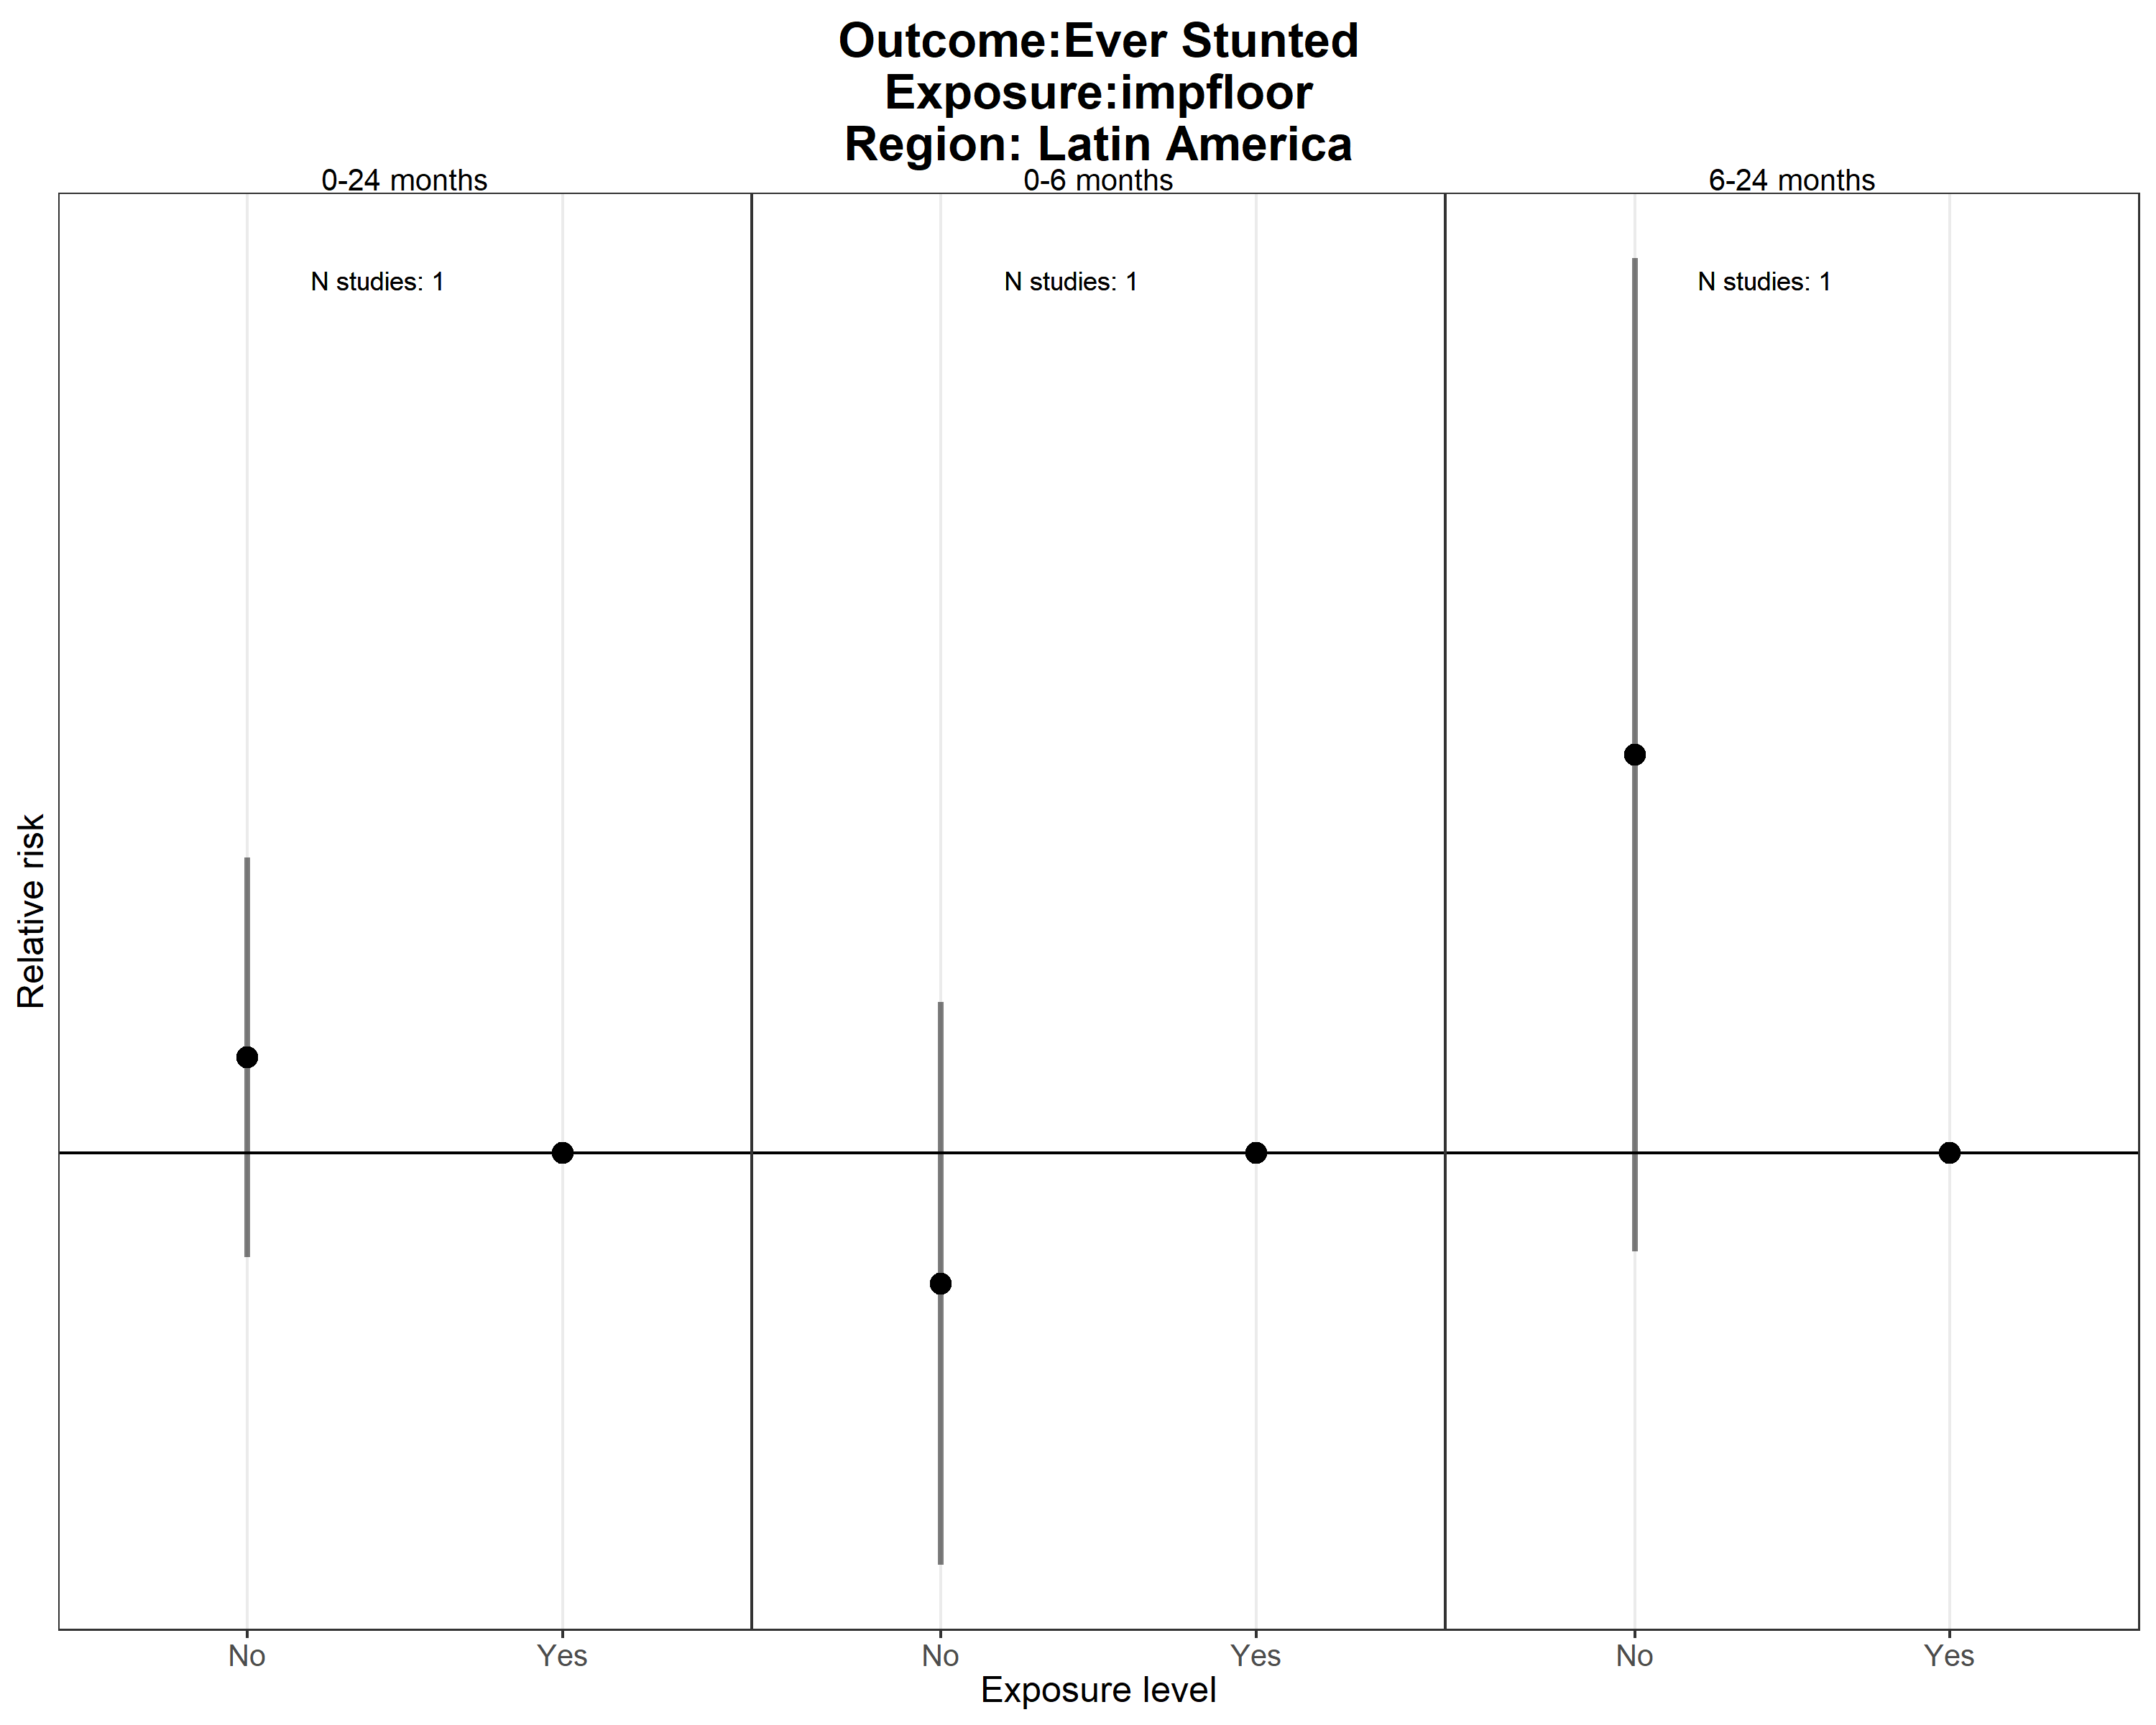 Outcome:Ever Stunted
Exposure:impfloor
Region: Latin America
0-24 months
0-6 months
6-24 months
N studies: 1
N studies: 1
N studies: 1
Relative risk
No
Yes
No
Yes
No
Yes
Exposure level